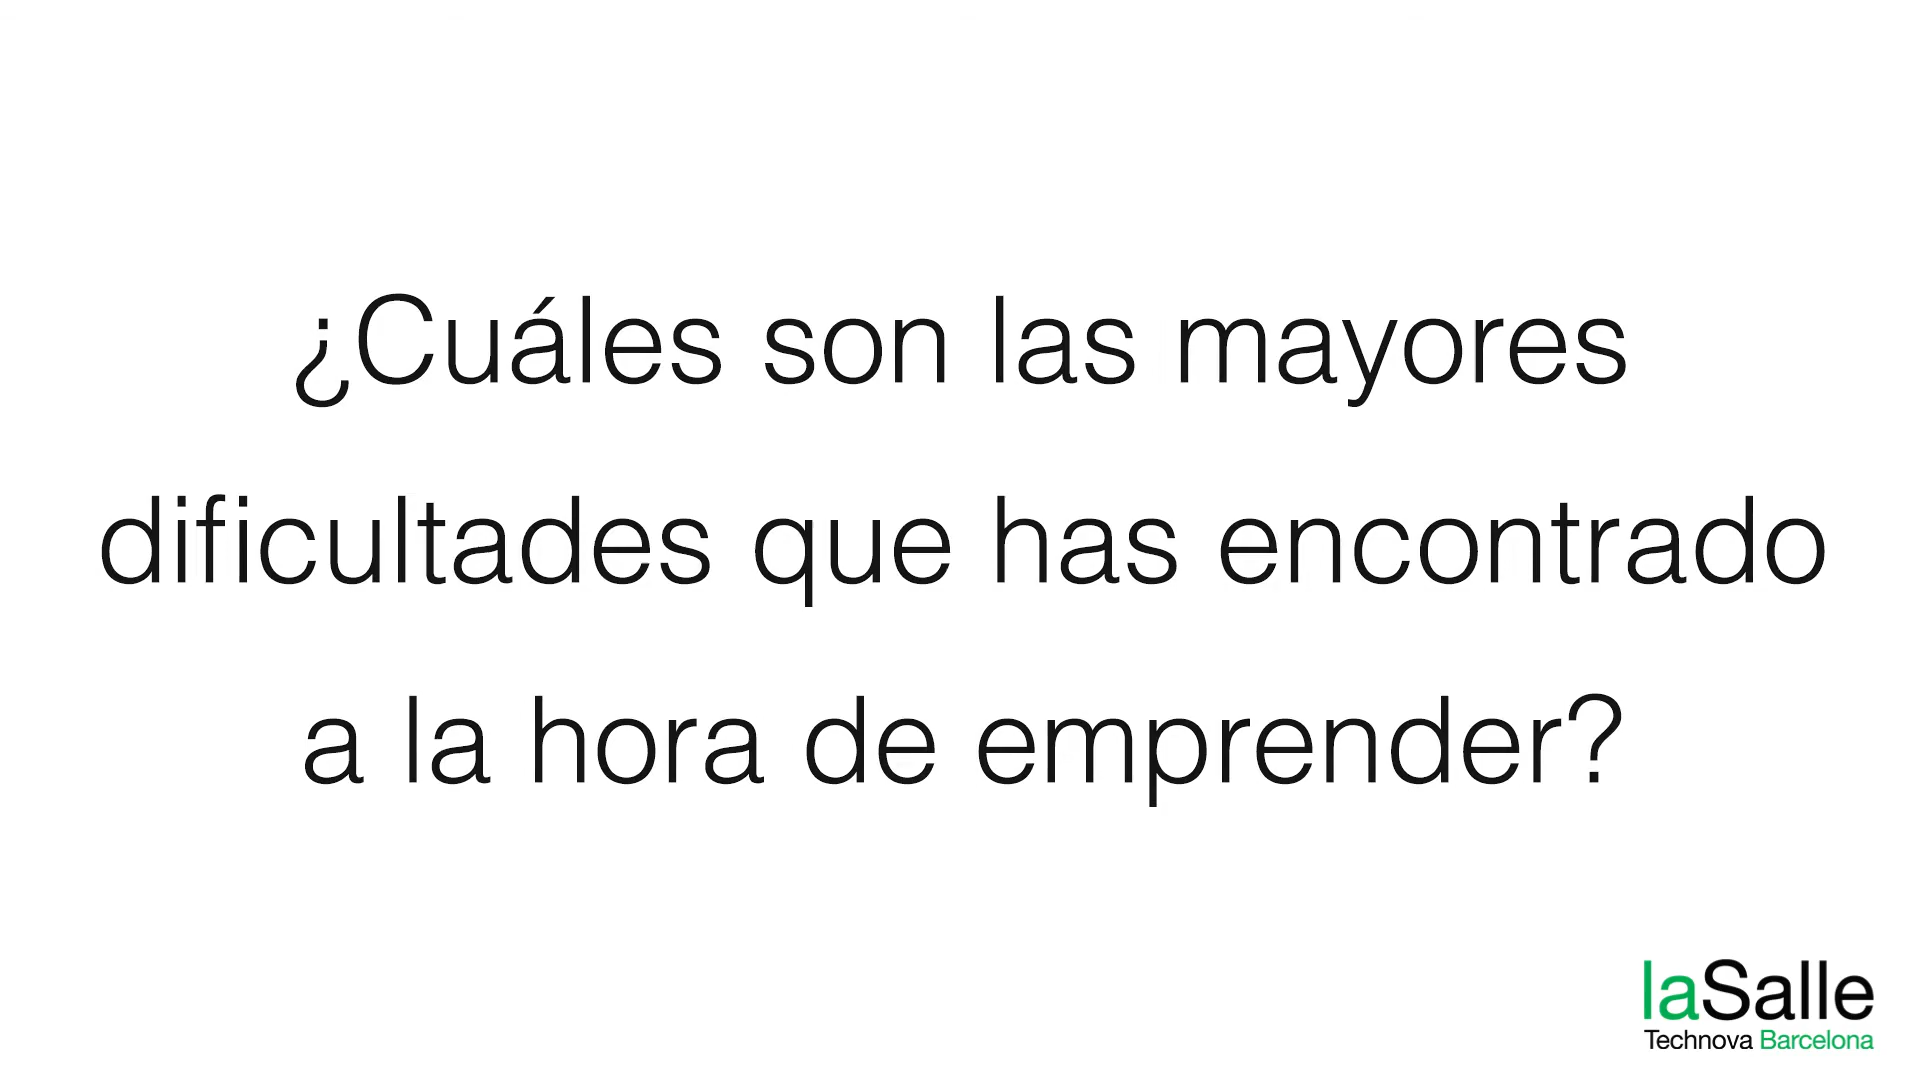 ¿Cuáles son las mayores
dificultades que has encontrado
a la hora de emprender?
laSalle
Technova Barcelona